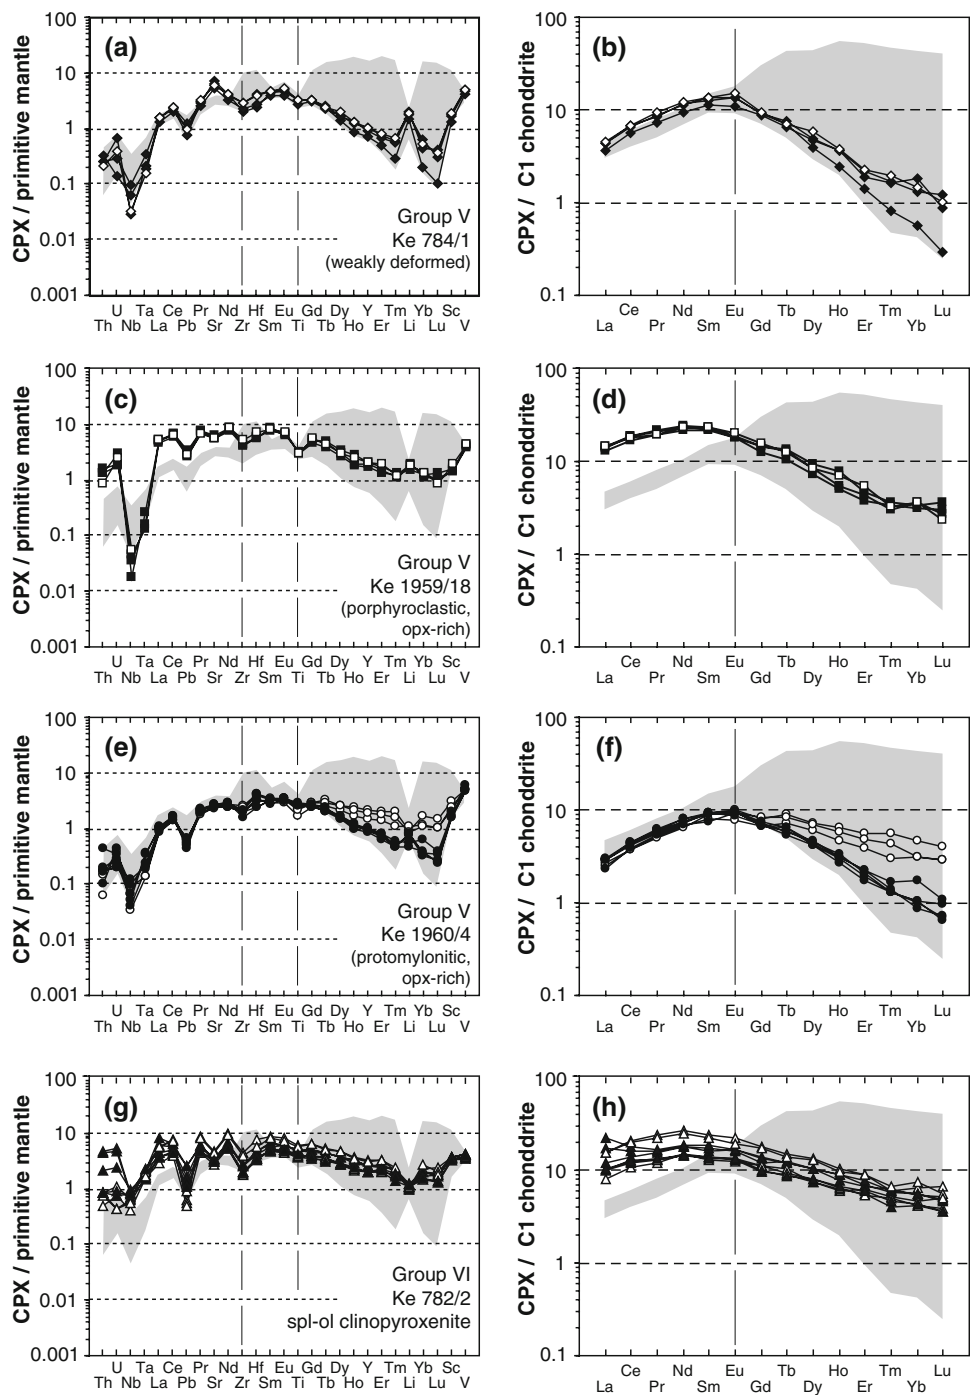 (a)
CPX / primitive mantle
100
10
1
0.1
0.01
0.001
Group V
Ke 784/1
(weakly deformed)
U Ta Ce Pr Nd Hf Eu Gd Dy Y Tm Yb Sc
Th Nb La Pb Sr Zr Sm Ti Tb Ho Er Li Lu V
(b)
CPX / C1 chonddrite
100
10
1
0.1
Ce Nd Eu Tb Ho Tm Lu
La Pr Sm Gd Dy Er Yb
(c)
CPX / primitive mantle
100
10
1
0.1
0.01
0.001
Group V
Ke 1959/18
(porphyroclastic,
opx-rich)
U Ta Ce Pr Nd Hf Eu Gd Dy Y Tm Yb Sc
Th Nb La Pb Sr Zr Sm Ti Tb Ho Er Li Lu V
(d)
CPX / C1 chonddrite
100
10
1
0.1
Ce Nd Eu Tb Ho Tm Lu
La Pr Sm Gd Dy Er Yb
(e)
CPX / primitive mantle
100
10
1
0.1
0.01
0.001
Group V
Ke 1960/4
(protomylonitic,
opx-rich)
U Ta Ce Pr Nd Hf Eu Gd Dy Y Tm Yb Sc
Th Nb La Pb Sr Zr Sm Ti Tb Ho Er Li Lu V
(f)
CPX / C1 chonddrite
100
10
1
0.1
Ce Nd Eu Tb Ho Tm Lu
La Pr Sm Gd Dy Er Yb
(g)
CPX / primitive mantle
100
10
1
0.1
0.01
0.001
Group VI
Ke 782/2
spl-ol clinopyroxenite
U Ta Ce Pr Nd Hf Eu Gd Dy Y Tm Yb Sc
Th Nb La Pb Sr Zr Sm Ti Tb Ho Er Li Lu V
(h)
CPX / C1 chonddrite
100
10
1
0.1
Ce Nd Eu Tb Ho Tm Lu
La Pr Sm Gd Dy Er Yb